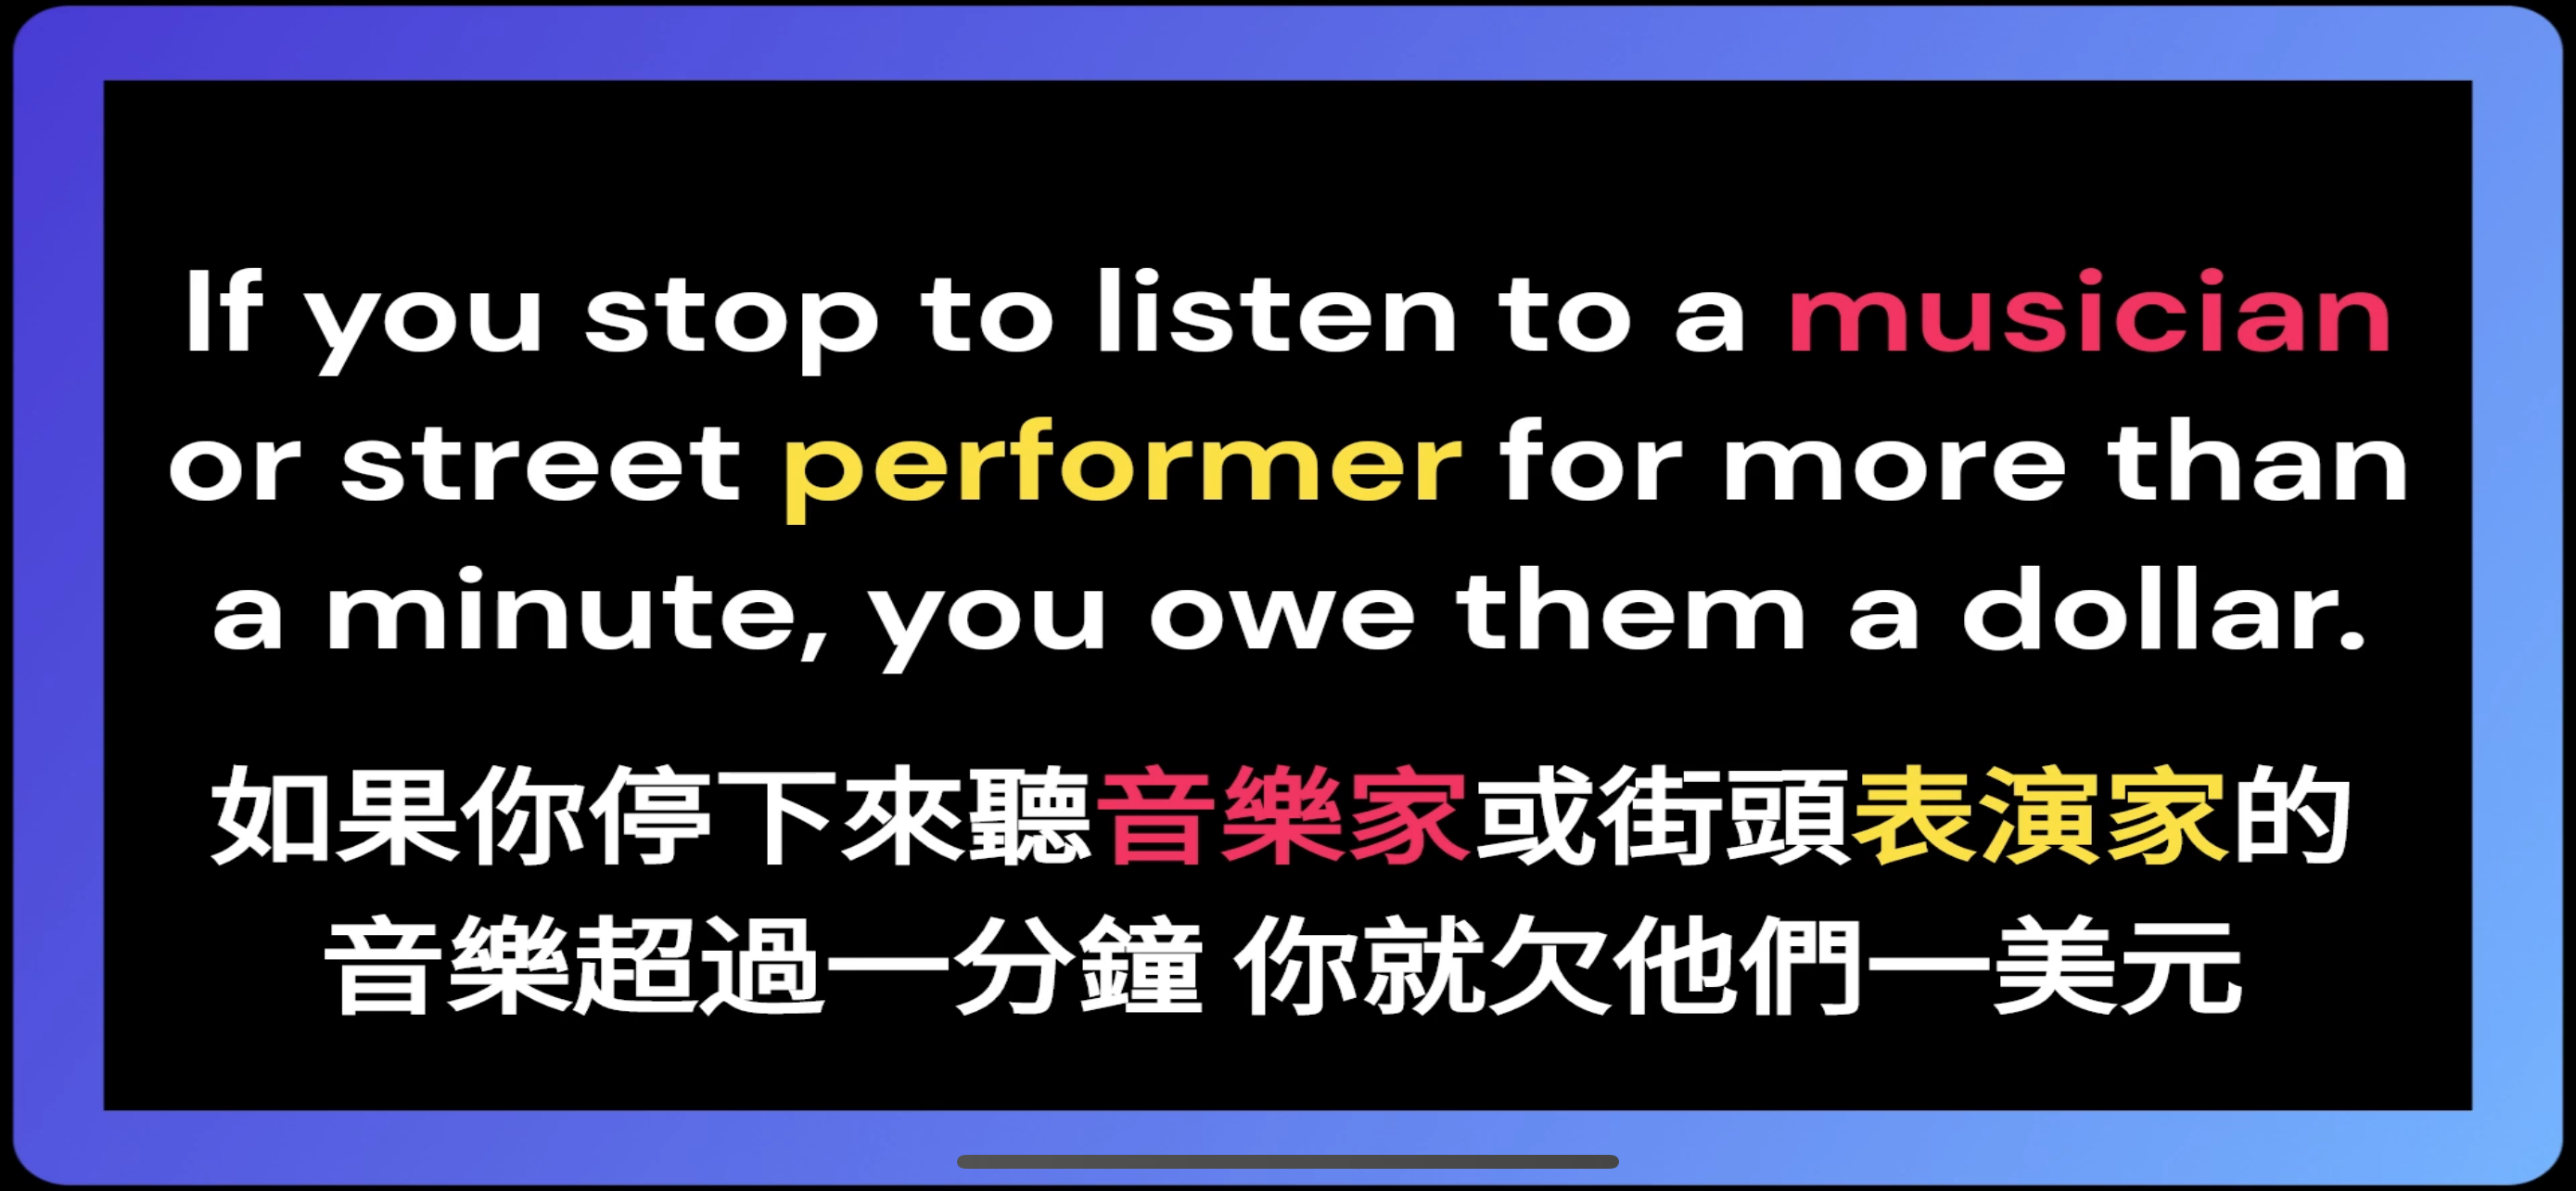 If you stop to listen to a musician
or street performer for more than
a minute, you owe them a dollar.
如果你停下來聽音樂家或街頭表演家的
音樂超過一分鐘 你就欠他們一美元